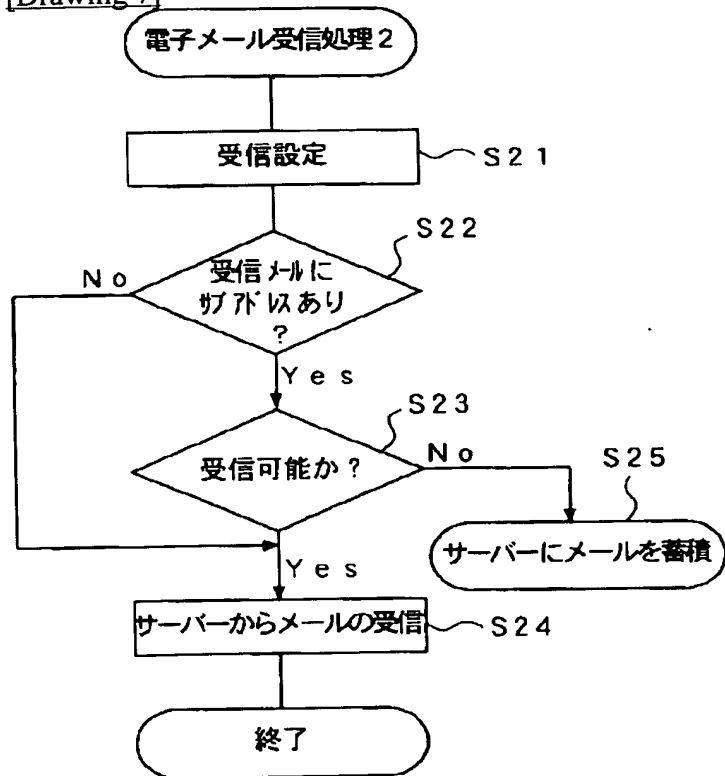 [Drawing 7]
電子メール受信処理2
受信設定
S21
S22
受信メールに
サブアドレスあり
?
No
Yes
S23
受信可能か?
No
S25
サーバーにメールを蓄積
Yes
サーバーからメールの受信
S24
終了